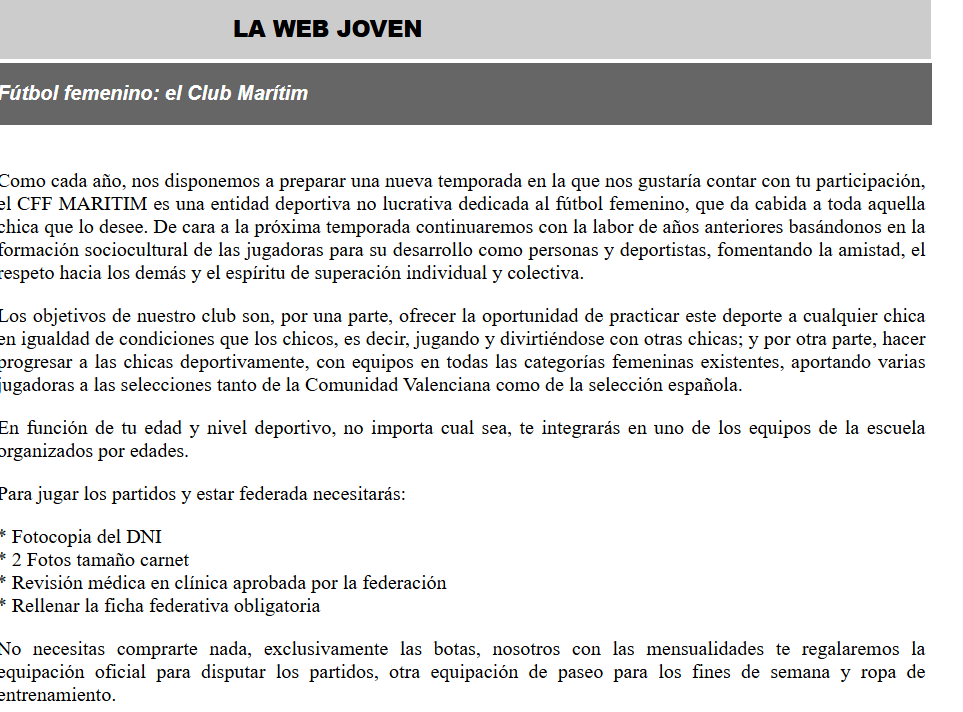 LA WEB JOVEN
Fútbol femenino: el Club Marítim
Como cada año, nos disponemos a preparar una nueva temporada en la que nos gustaría contar con tu participación,
el CFF MARITIM es una entidad deportiva no lucrativa dedicada al fútbol femenino, que da cabida a toda aquella
chica que lo desee. De cara a la próxima temporada continuaremos con la labor de años anteriores basándonos en la
formación sociocultural de las jugadoras para su desarrollo como personas y deportistas, fomentando la amistad, el
respeto hacia los demás y el espíritu de superación individual y colectiva.
Los objetivos de nuestro club son, por una parte, ofrecer la oportunidad de practicar este deporte a cualquier chica
en igualdad de condiciones que los chicos, es decir, jugando y divirtiéndose con otras chicas; y por otra parte, hacer
progresar a las chicas deportivamente, con equipos en todas las categorías femeninas existentes, aportando varias
jugadoras a las selecciones tanto de la Comunidad Valenciana como de la selección española.
En función de tu edad y nivel deportivo, no importa cual sea, te integrarás en uno de los equipos de la escuela
organizados por edades.
Para jugar los partidos y estar federada necesitarás:
* Fotocopia del DNI
* 2 Fotos tamaño carnet
* Revisión médica en clínica aprobada por la federación
* Rellenar la ficha federativa obligatoria
No necesitas comprarte nada, exclusivamente las botas, nosotros con las mensualidades te regalaremos la
equipación oficial para disputar los partidos, otra equipación de paseo para los fines de semana y ropa de
entrenamiento.